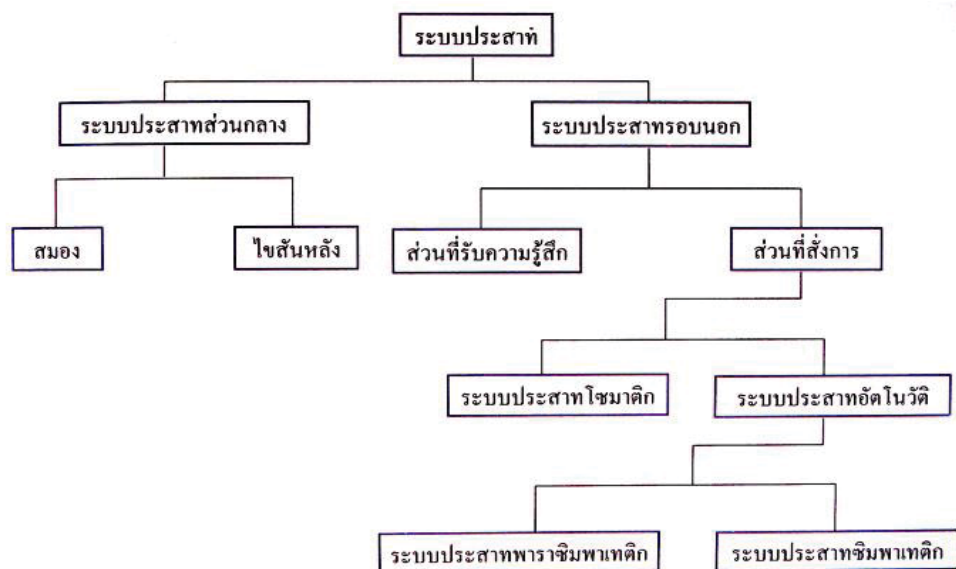 ระบบประสาท
ระบบประสาทส่วนกลาง
ระบบประสาทรอบนอก
สมอง
ไขสันหลัง
ส่วนที่รับความรู้สึก
ส่วนที่สั่งการ
ระบบประสาทโซมาติก
ระบบประสาทอัตโนวัติ
ระบบประสาทพาราซิมพาเทติก
ระบบประสาทซิมพาเทติก